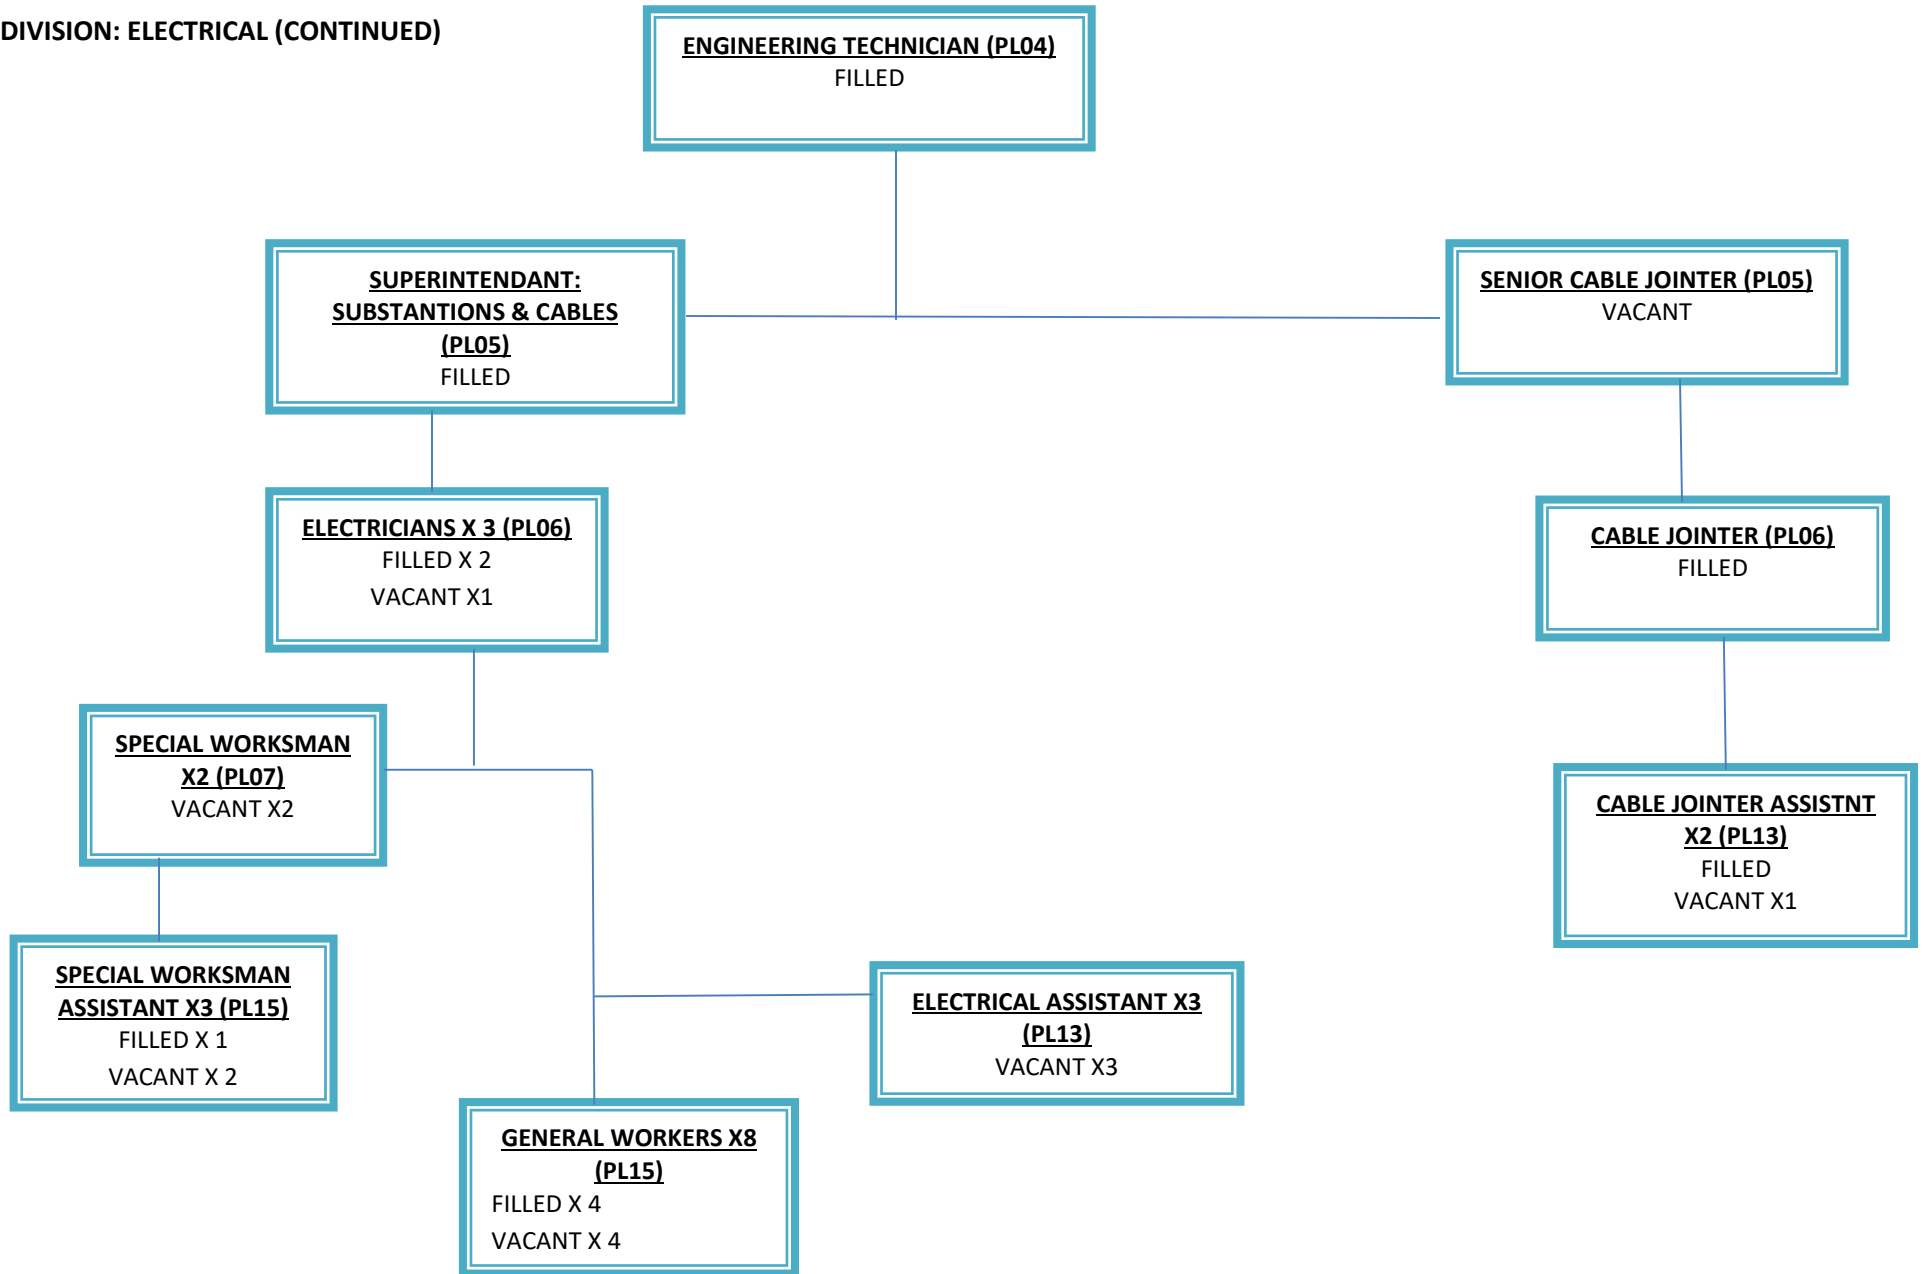 DIVISION: ELECTRICAL (CONTINUED)
ENGINEERING TECHNICIAN (PL04)
FILLED
SUPERINTENDANT:
SUBSTANTIONS & CABLES
(PL05)
FILLED
SENIOR CABLE JOINTER (PL05)
VACANT
ELECTRICIANS X 3 (PL06)
FILLED X 2
VACANT X1
CABLE JOINTER (PL06)
FILLED
SPECIAL WORKSMAN
X2 (PL07)
VACANT X2
CABLE JOINTER ASSISTNT
X2 (PL13)
FILLED
VACANT X1
SPECIAL WORKSMAN
ASSISTANT X3 (PL15)
FILLED X 1
VACANT X 2
ELECTRICAL ASSISTANT X3
(PL13)
VACANT X3
GENERAL WORKERS X8
(PL15)
FILLED X 4
VACANT X 4